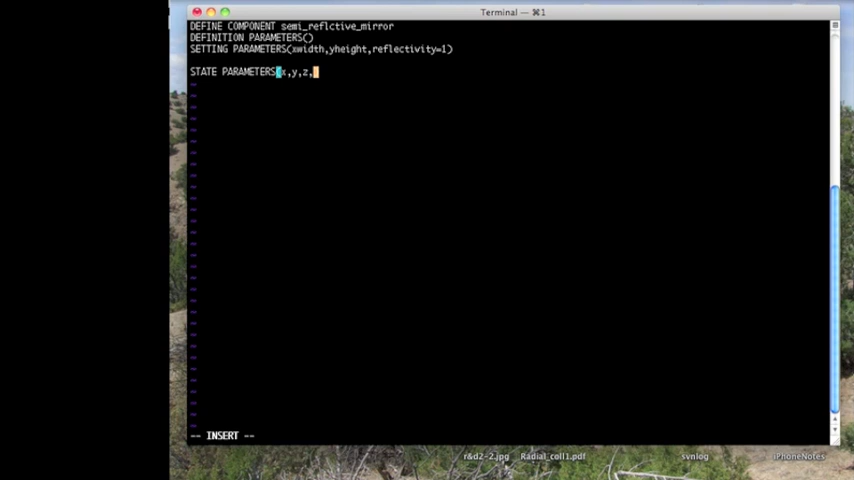 Terminal — ⌘1
DEFINE COMPONENT semi_reflctive_mirror
DEFINITION PARAMETERS()
SETTING PARAMETERS(xwidth,yheight,reflectivity=1)
STATE PARAMETERS(x,y,z,)
-- INSERT --
r&d2-2.jpg Radial_coll1.pdf svnlog iPhoneNotes